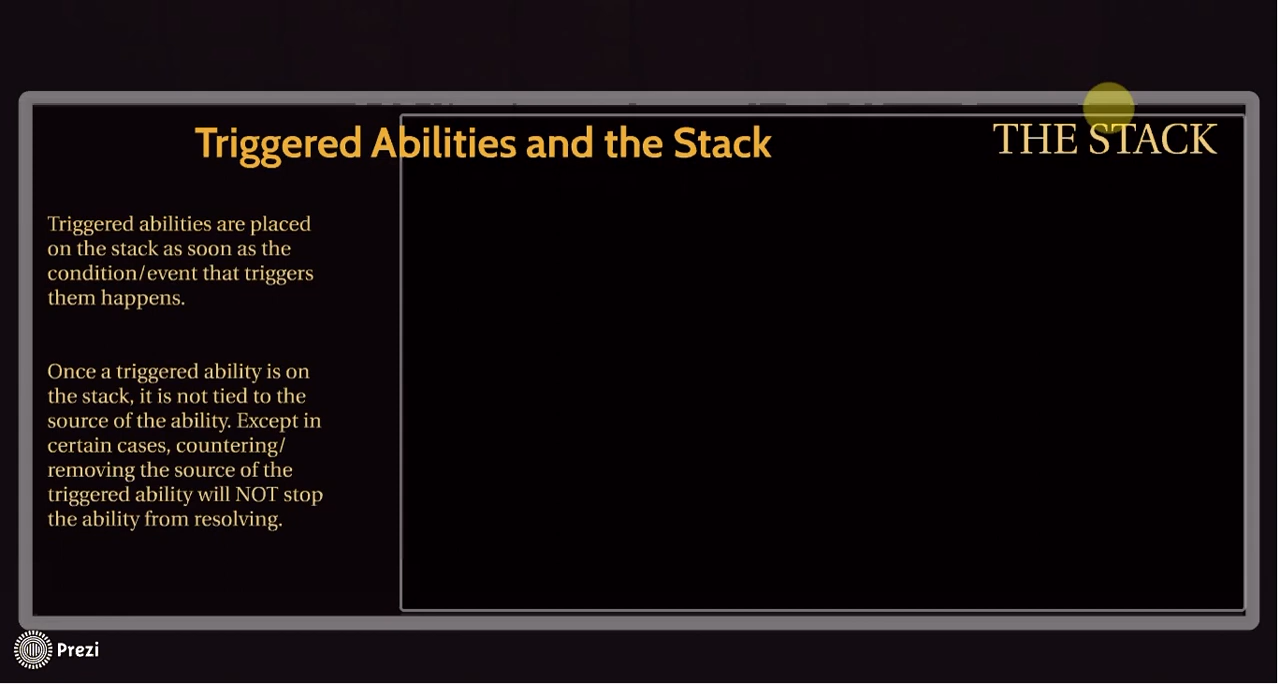 Triggered Abilities and the Stack
THE STACK
Triggered abilities are placed
on the stack as soon as the
condition/event that triggers
them happens.
Once a triggered ability is on
the stack, it is not tied to the
source of the ability. Except in
certain cases, countering/
removing the source of the
triggered ability will NOT stop
the ability from resolving.
Prezi